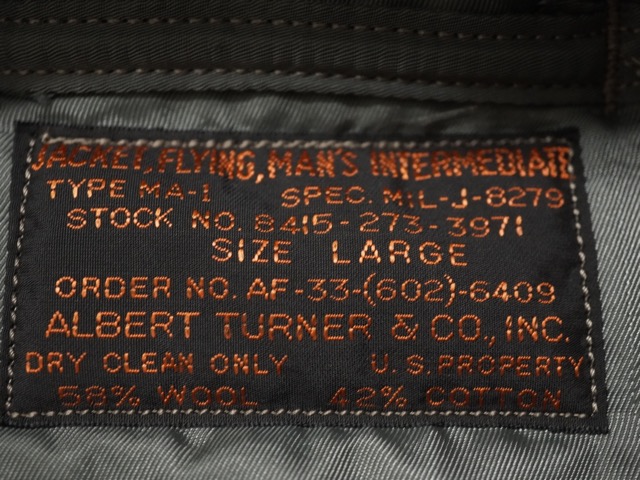 JACKET, FLYING, MAN'S INTERMEDIATE
TYPE MA-1 SPEC. MIL-J-8279
STOCK NO. 8415-273-3971
SIZE LARGE
ORDER NO. AF-33-(602)-6409
ALBERT TURNER & CO., INC.
DRY CLEAN ONLY U.S. PROPERTY
58% WOOL 42% COTTON